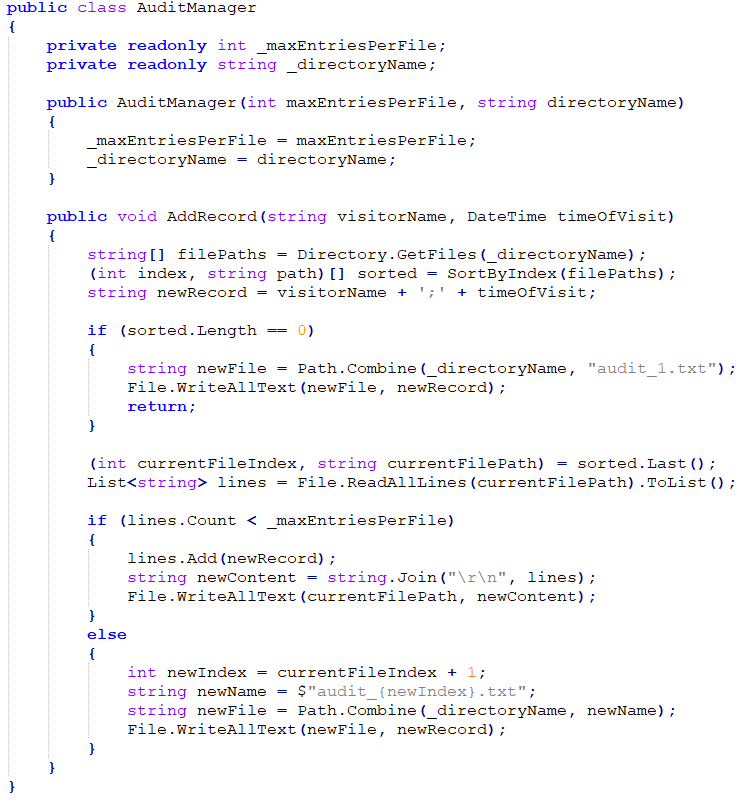 public class AuditManager
{
    private readonly int _maxEntriesPerFile;
    private readonly string _directoryName;

    public AuditManager(int maxEntriesPerFile, string directoryName)
    {
        _maxEntriesPerFile = maxEntriesPerFile;
        _directoryName = directoryName;
    }

    public void AddRecord(string visitorName, DateTime timeOfVisit)
    {
        string[] filePaths = Directory.GetFiles(_directoryName);
        (int index, string path)[] sorted = SortByIndex(filePaths);
        string newRecord = visitorName + ';' + timeOfVisit;

        if (sorted.Length == 0)
        {
            string newFile = Path.Combine(_directoryName, "audit_1.txt");
            File.WriteAllText(newFile, newRecord);
            return;
        }

        (int currentFileIndex, string currentFilePath) = sorted.Last();
        List<string> lines = File.ReadAllLines(currentFilePath).ToList();

        if (lines.Count < _maxEntriesPerFile)
        {
            lines.Add(newRecord);
            string newContent = string.Join("\r\n", lines);
            File.WriteAllText(currentFilePath, newContent);
        }
        else
        {
            int newIndex = currentFileIndex + 1;
            string newName = $"audit_{newIndex}.txt";
            string newFile = Path.Combine(_directoryName, newName);
            File.WriteAllText(newFile, newRecord);
        }
    }
}